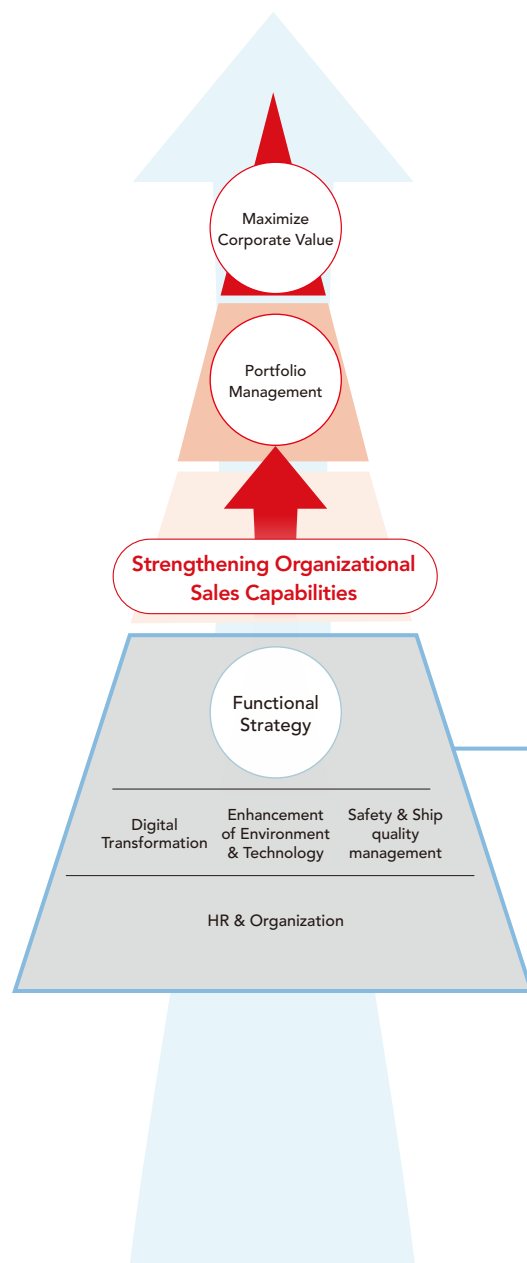 Maximize
Corporate Value
Portfolio
Management
Strengthening Organizational
Sales Capabilities
Functional
Strategy
Digital
Transformation
Enhancement
of Environment
& Technology
Safety & Ship
quality
management
HR & Organization